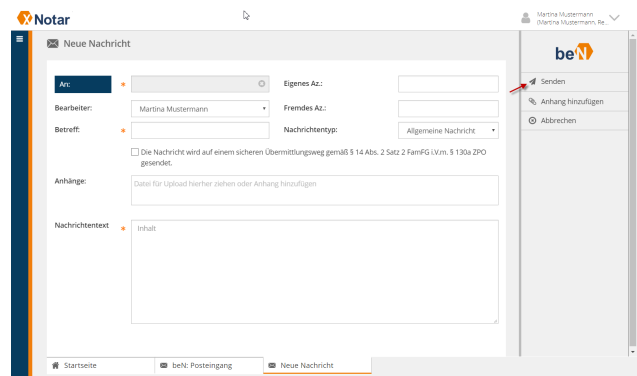 XNotar
Martina Mustermann
(Martina Mustermann, Re...
Neue Nachricht
An: *
Eigenes Az.:
Bearbeiter: Martina Mustermann
Fremdes Az.:
Betreff: *
Nachrichtentyp: Allgemeine Nachricht
Die Nachricht wird auf einem sicheren Übermittlungsweg gemäß § 14 Abs. 2 Satz 2 FamFG i.V.m. § 130a ZPO
gesendet.
Anhänge: Datei für Upload hierher ziehen oder Anhang hinzufügen
Nachrichtentext * Inhalt
beN
Senden
Anhang hinzufügen
Abbrechen
Startseite
beN: Posteingang
Neue Nachricht